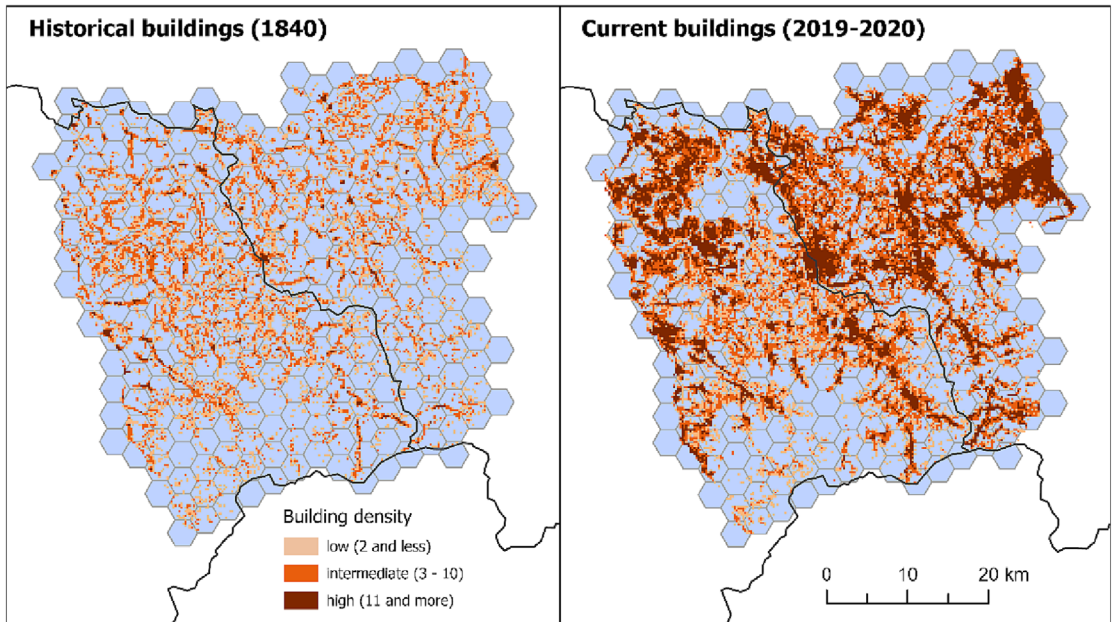 Historical buildings (1840)
Current buildings (2019-2020)
Building density
low (2 and less)
intermediate (3 - 10)
high (11 and more)
0 10 20 km